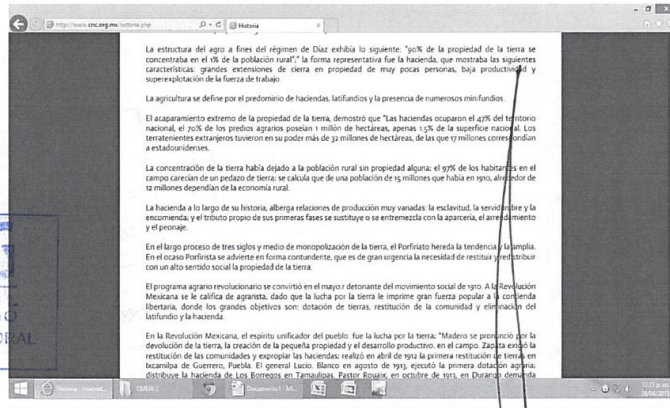 http://www.cnc.org.mx/historia.php
Historia
La estructura del agro a fines del régimen de Díaz exhibía lo siguiente: "90% de la propiedad de la tierra se
concentraba en el 1% de la población rural";" la forma representativa fue la hacienda, que mostraba las siguientes
características: grandes extensiones de cierra en propiedad de muy pocas personas, baja productividad y
superexplotación de la fuerza de trabajo.
La agricultura se define por el predominio de haciendas, latifundios y la presencia de numerosos minifundios.
El acaparamiento extremo de la propiedad de la tierra, demostró que "Las haciendas ocuparon el 47% del territorio
nacional, el 70% de los predios agrarios poseían 1 millón de hectáreas, apenas 1.5% de la superficie nacional. Los
terratenientes extranjeros tuvieron en su poder más de 32 millones de hectáreas, de las que 17 millones correspondían
a estadounidenses.
La concentración de la tierra había dejado a la población rural sin propiedad alguna; el 97% de los habitantes en el
campo carecían de un pedazo de tierra; se calcula que de una población de 15 millones que había en 1910, alrededor de
12 millones dependían de la economía rural.
La hacienda a lo largo de su historia, alberga relaciones de producción muy variadas: la esclavitud, la servidumbre y la
encomienda; y el tributo propio de sus primeras fases se sustituye o se entremezcla con la aparcería, el arrendamiento
y el peonaje.
En el largo proceso de tres siglos y medio de monopolización de la tierra, el Porfiriato hereda la tendencia y la amplía.
En el ocaso Porfirista se advierte en forma contundente, que es de gran urgencia la necesidad de restituir y redistribuir
con un alto sentido social la propiedad de la tierra.
El programa agrario revolucionario se convirtió en el mayo.r detonante del movimiento social de 1910. A la Revolución
Mexicana se le califica de agrarista, dado que la lucha por la tierra le imprime gran fuerza popular a la contienda
libertaria, donde los grandes objetivos son: dotación de tierras, restitución de la comunidad y eliminación del
latifundio y la hacienda.
En la Revolución Mexicana, el espíritu unificador del pueblo, fue la lucha por la tierra: "Madero se pronunció por la
devolución de la tierra, la creación de la pequeña propiedad y el desarrollo productivo, en el campo. Zapata exigió la
restitución de las comunidades y expropiar las haciendas; realizó en abril de 1912 la primera restitución de tierras en
Ixcamilpa de Guerrero, Puebla. El general Lucio, Blanco en agosto de 1913, ejecutó la primera dotación agraria;
distribuye la hacienda de Los Borregos en Tamaulipas. Pastor Rouaix, en octubre de 1913, en Durango demanda
Historia - Internet...
Documento1 - Mi...
12:23 p.m.